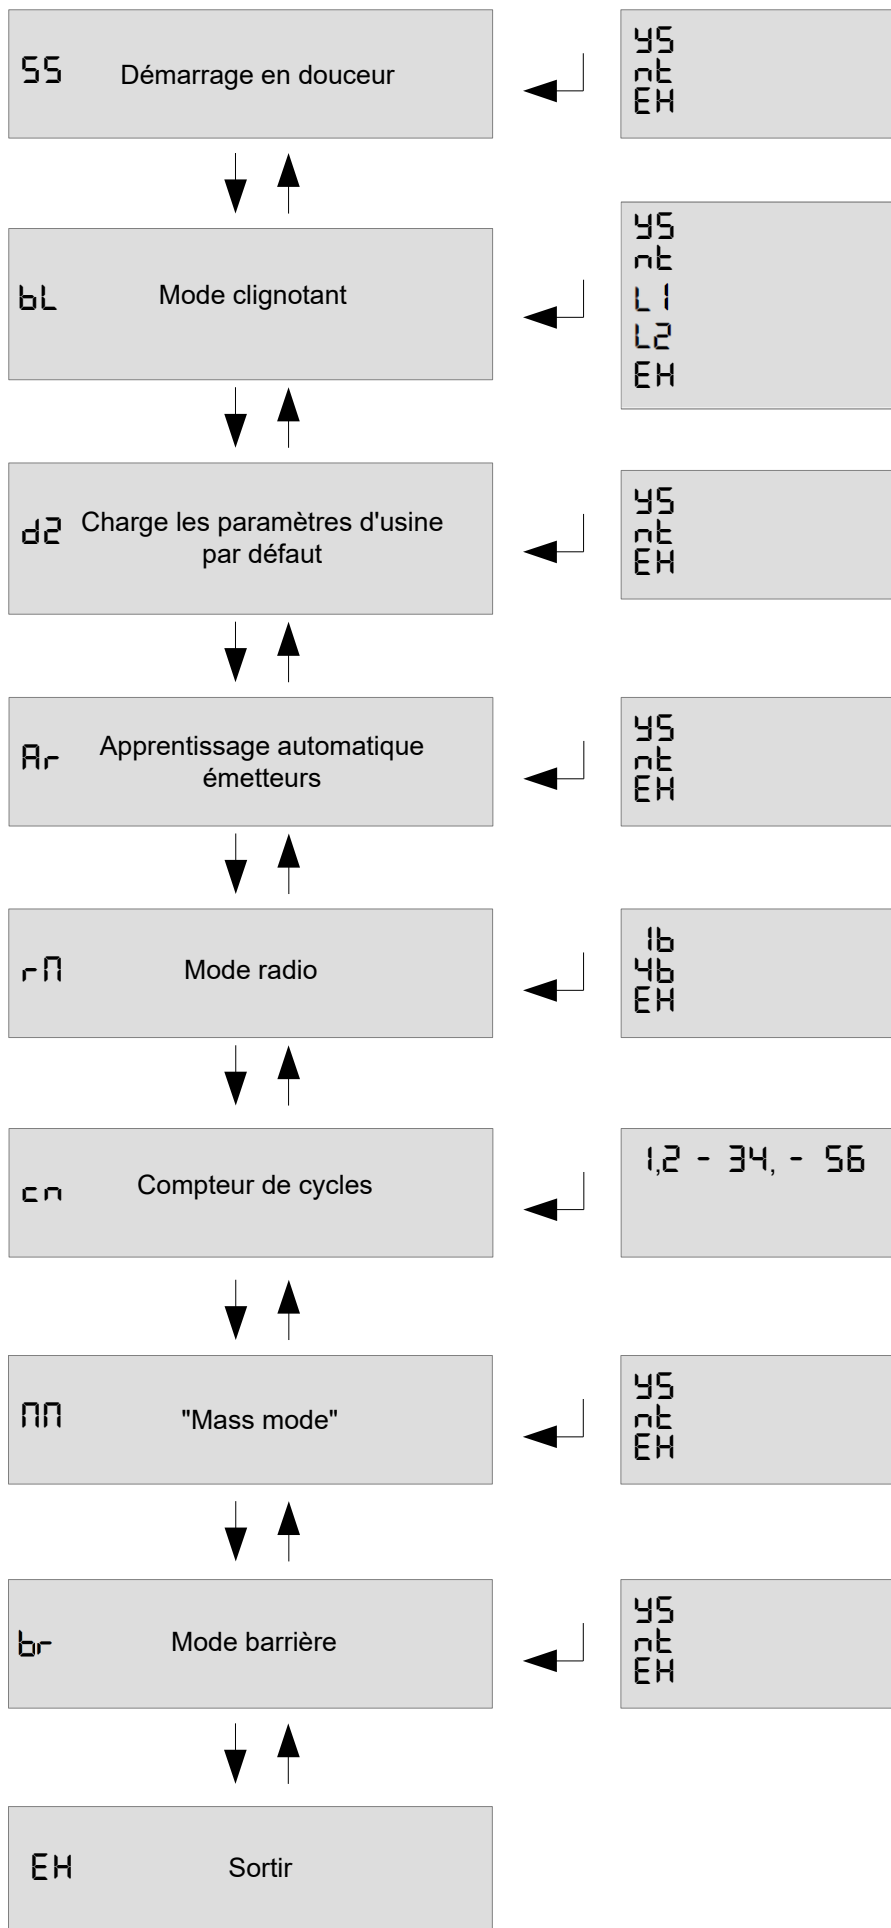 SS Démarrage en douceur
YS
nt
EH
bL Mode clignotant
YS
nt
L1
L2
EH
d2 Charge les paramètres d'usine
par défaut
YS
nt
EH
Ar Apprentissage automatique
émetteurs
YS
nt
EH
rM Mode radio
1b
4b
EH
cn Compteur de cycles
1,2 - 34, - 56
MM "Mass mode"
YS
nt
EH
br Mode barrière
YS
nt
EH
EH Sortir